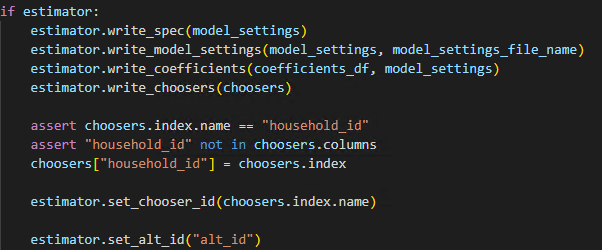 if estimator:
    estimator.write_spec(model_settings)
    estimator.write_model_settings(model_settings, model_settings_file_name)
    estimator.write_coefficients(coefficients_df, model_settings)
    estimator.write_choosers(choosers)

    assert choosers.index.name == "household_id"
    assert "household_id" not in choosers.columns
    choosers["household_id"] = choosers.index

    estimator.set_chooser_id(choosers.index.name)

    estimator.set_alt_id("alt_id")